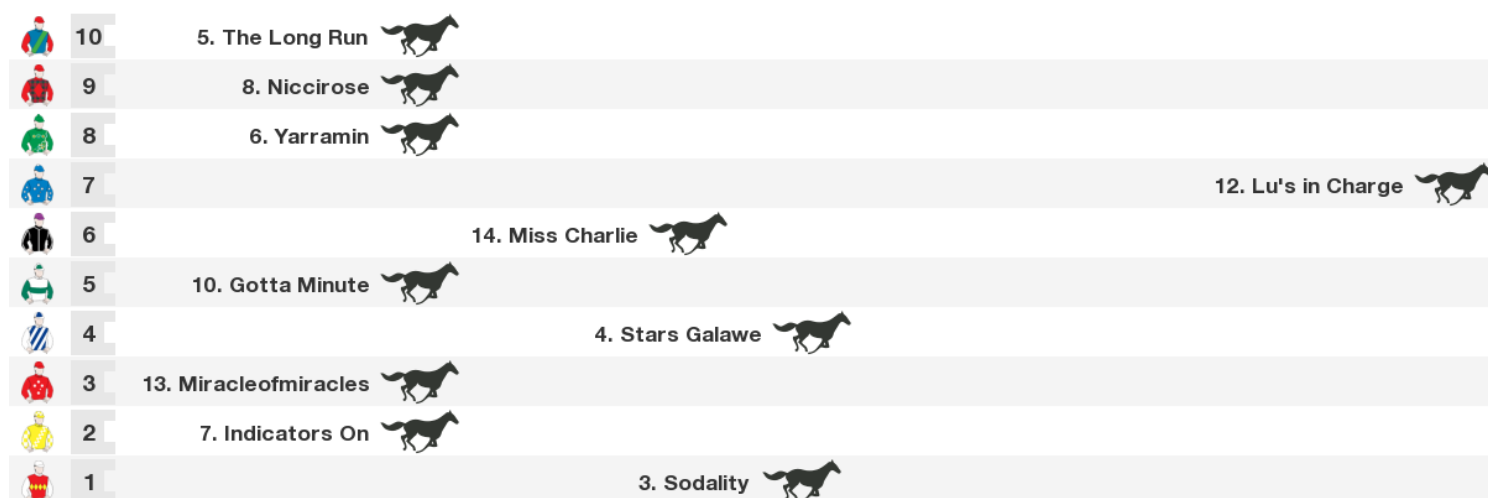 10 5. The Long Run
9 8. Niccirose
8 6. Yarramin
7 12. Lu's in Charge
6 14. Miss Charlie
5 10. Gotta Minute
4 4. Stars Galawe
3 13. Miracleofmiracles
2 7. Indicators On
1 3. Sodality